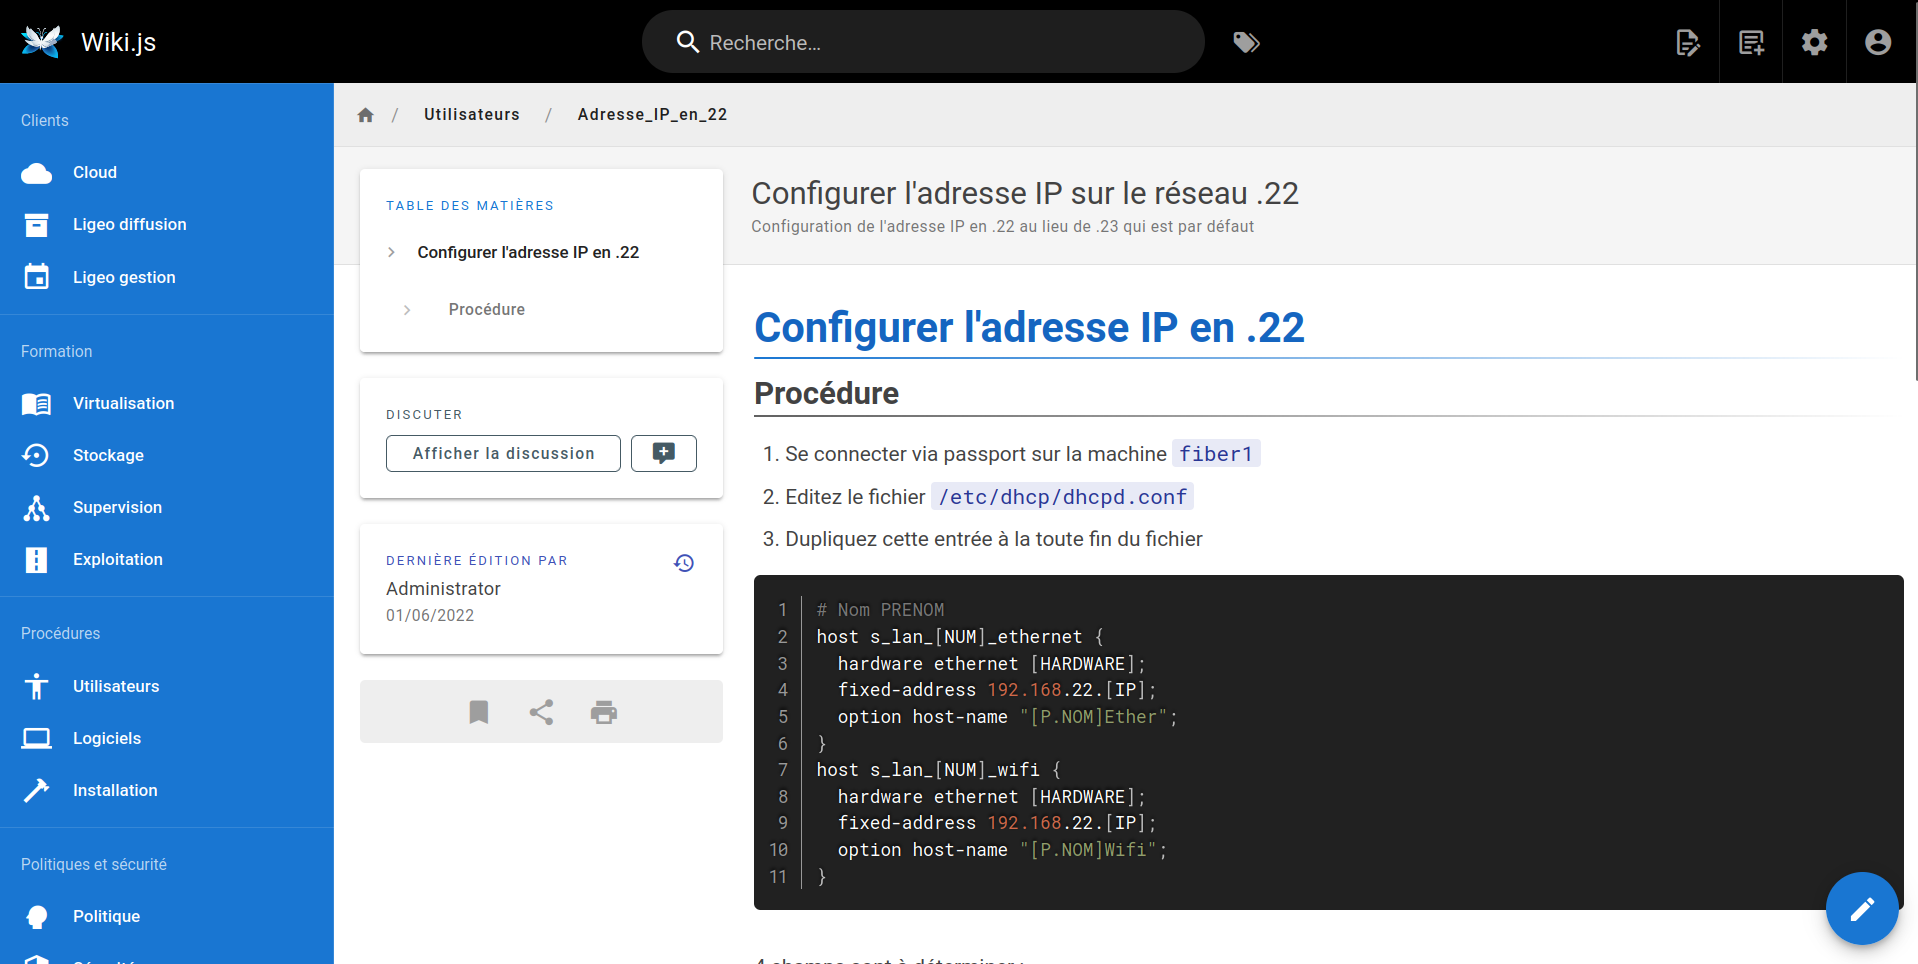 Wiki.js
Recherche...
Clients
Cloud
Ligeo diffusion
Ligeo gestion
Formation
Virtualisation
Stockage
Supervision
Exploitation
Procédures
Utilisateurs
Logiciels
Installation
Politiques et sécurité
Politique
/ Utilisateurs / Adresse_IP_en_22
TABLE DES MATIÈRES
Configurer l'adresse IP en .22
Procédure
DISCUTER
Afficher la discussion
DERNIÈRE ÉDITION PAR
Administrator
01/06/2022
Configurer l'adresse IP sur le réseau .22
Configuration de l'adresse IP en .22 au lieu de .23 qui est par défaut
Configurer l'adresse IP en .22
Procédure
1. Se connecter via passport sur la machine fiber1
2. Editez le fichier /etc/dhcp/dhcpd.conf
3. Dupliquez cette entrée à la toute fin du fichier
1 # Nom PRENOM
2 host s_lan_[NUM]_ethernet {
3 hardware ethernet [HARDWARE];
4 fixed-address 192.168.22.[IP];
5 option host-name "[P.NOM]Ether";
6 }
7 host s_lan_[NUM]_wifi {
8 hardware ethernet [HARDWARE];
9 fixed-address 192.168.22.[IP];
10 option host-name "[P.NOM]Wifi";
11 }